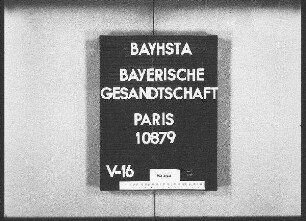 BAYHSTA
BAYERISCHE
GESANDTSCHAFT
PARIS
10879
V-16